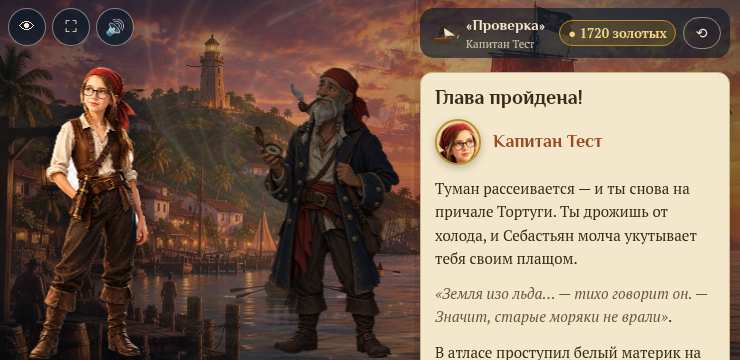 «Проверка»
Капитан Тест
● 1720 золотых
Глава пройдена!
Капитан Тест
Туман рассеивается — и ты снова на
причале Тортуги. Ты дрожишь от
холода, и Себастьян молча укутывает
тебя своим плащом.
«Земля изо льда… — тихо говорит он. —
Значит, старые моряки не врали».
В атласе проступил белый материк на